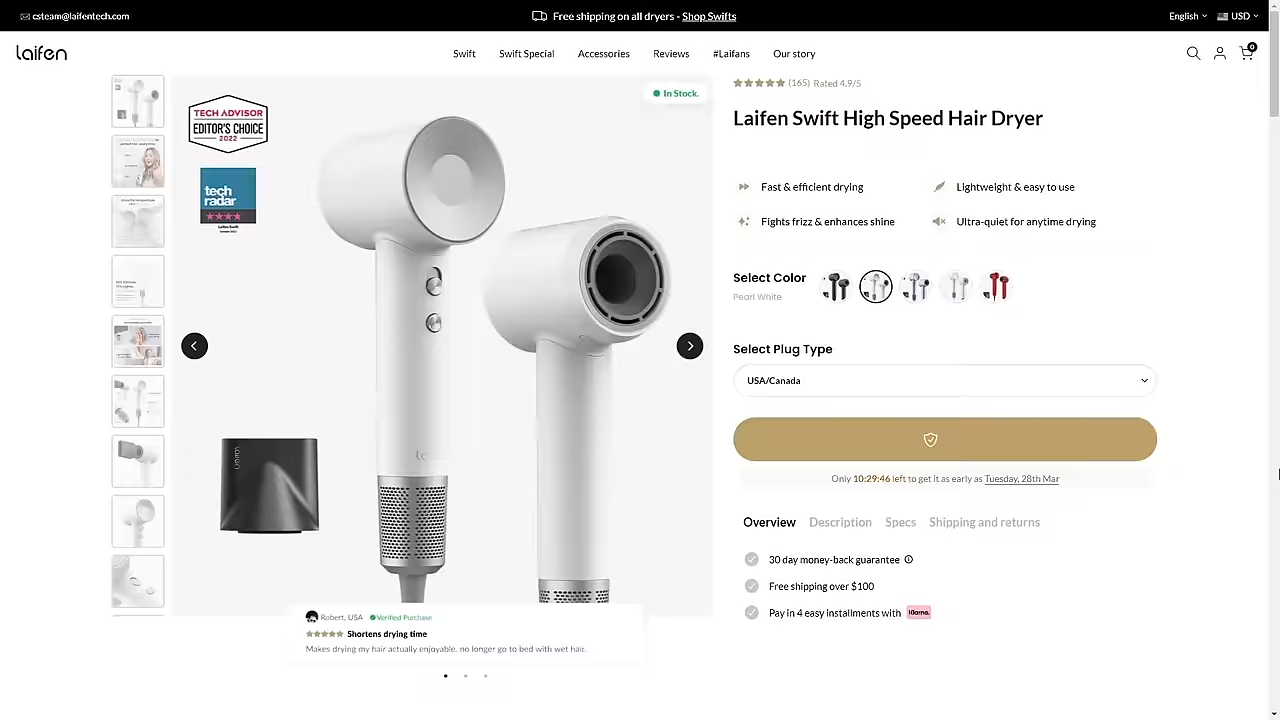 csteam@laifentech.com
Free shipping on all dryers - Shop Swifts
English
USD
laifen
Swift
Swift Special
Accessories
Reviews
#Laifans
Our story
0
TECH ADVISOR
EDITOR'S CHOICE
2022
tech
radar
Laifen Swift
In Stock.
laifen
(165) Rated 4.9/5
Laifen Swift High Speed Hair Dryer
Fast & efficient drying
Lightweight & easy to use
Fights frizz & enhances shine
Ultra-quiet for anytime drying
Select Color
Pearl White
Select Plug Type
USA/Canada
Only 10:29:46 left to get it as early as Tuesday, 28th Mar
Overview
Description
Specs
Shipping and returns
30 day money-back guarantee
Free shipping over $100
Pay in 4 easy installments with Klarna.
Robert, USA Verified Purchase
Shortens drying time
Makes drying my hair actually enjoyable. no longer go to bed with wet hair.